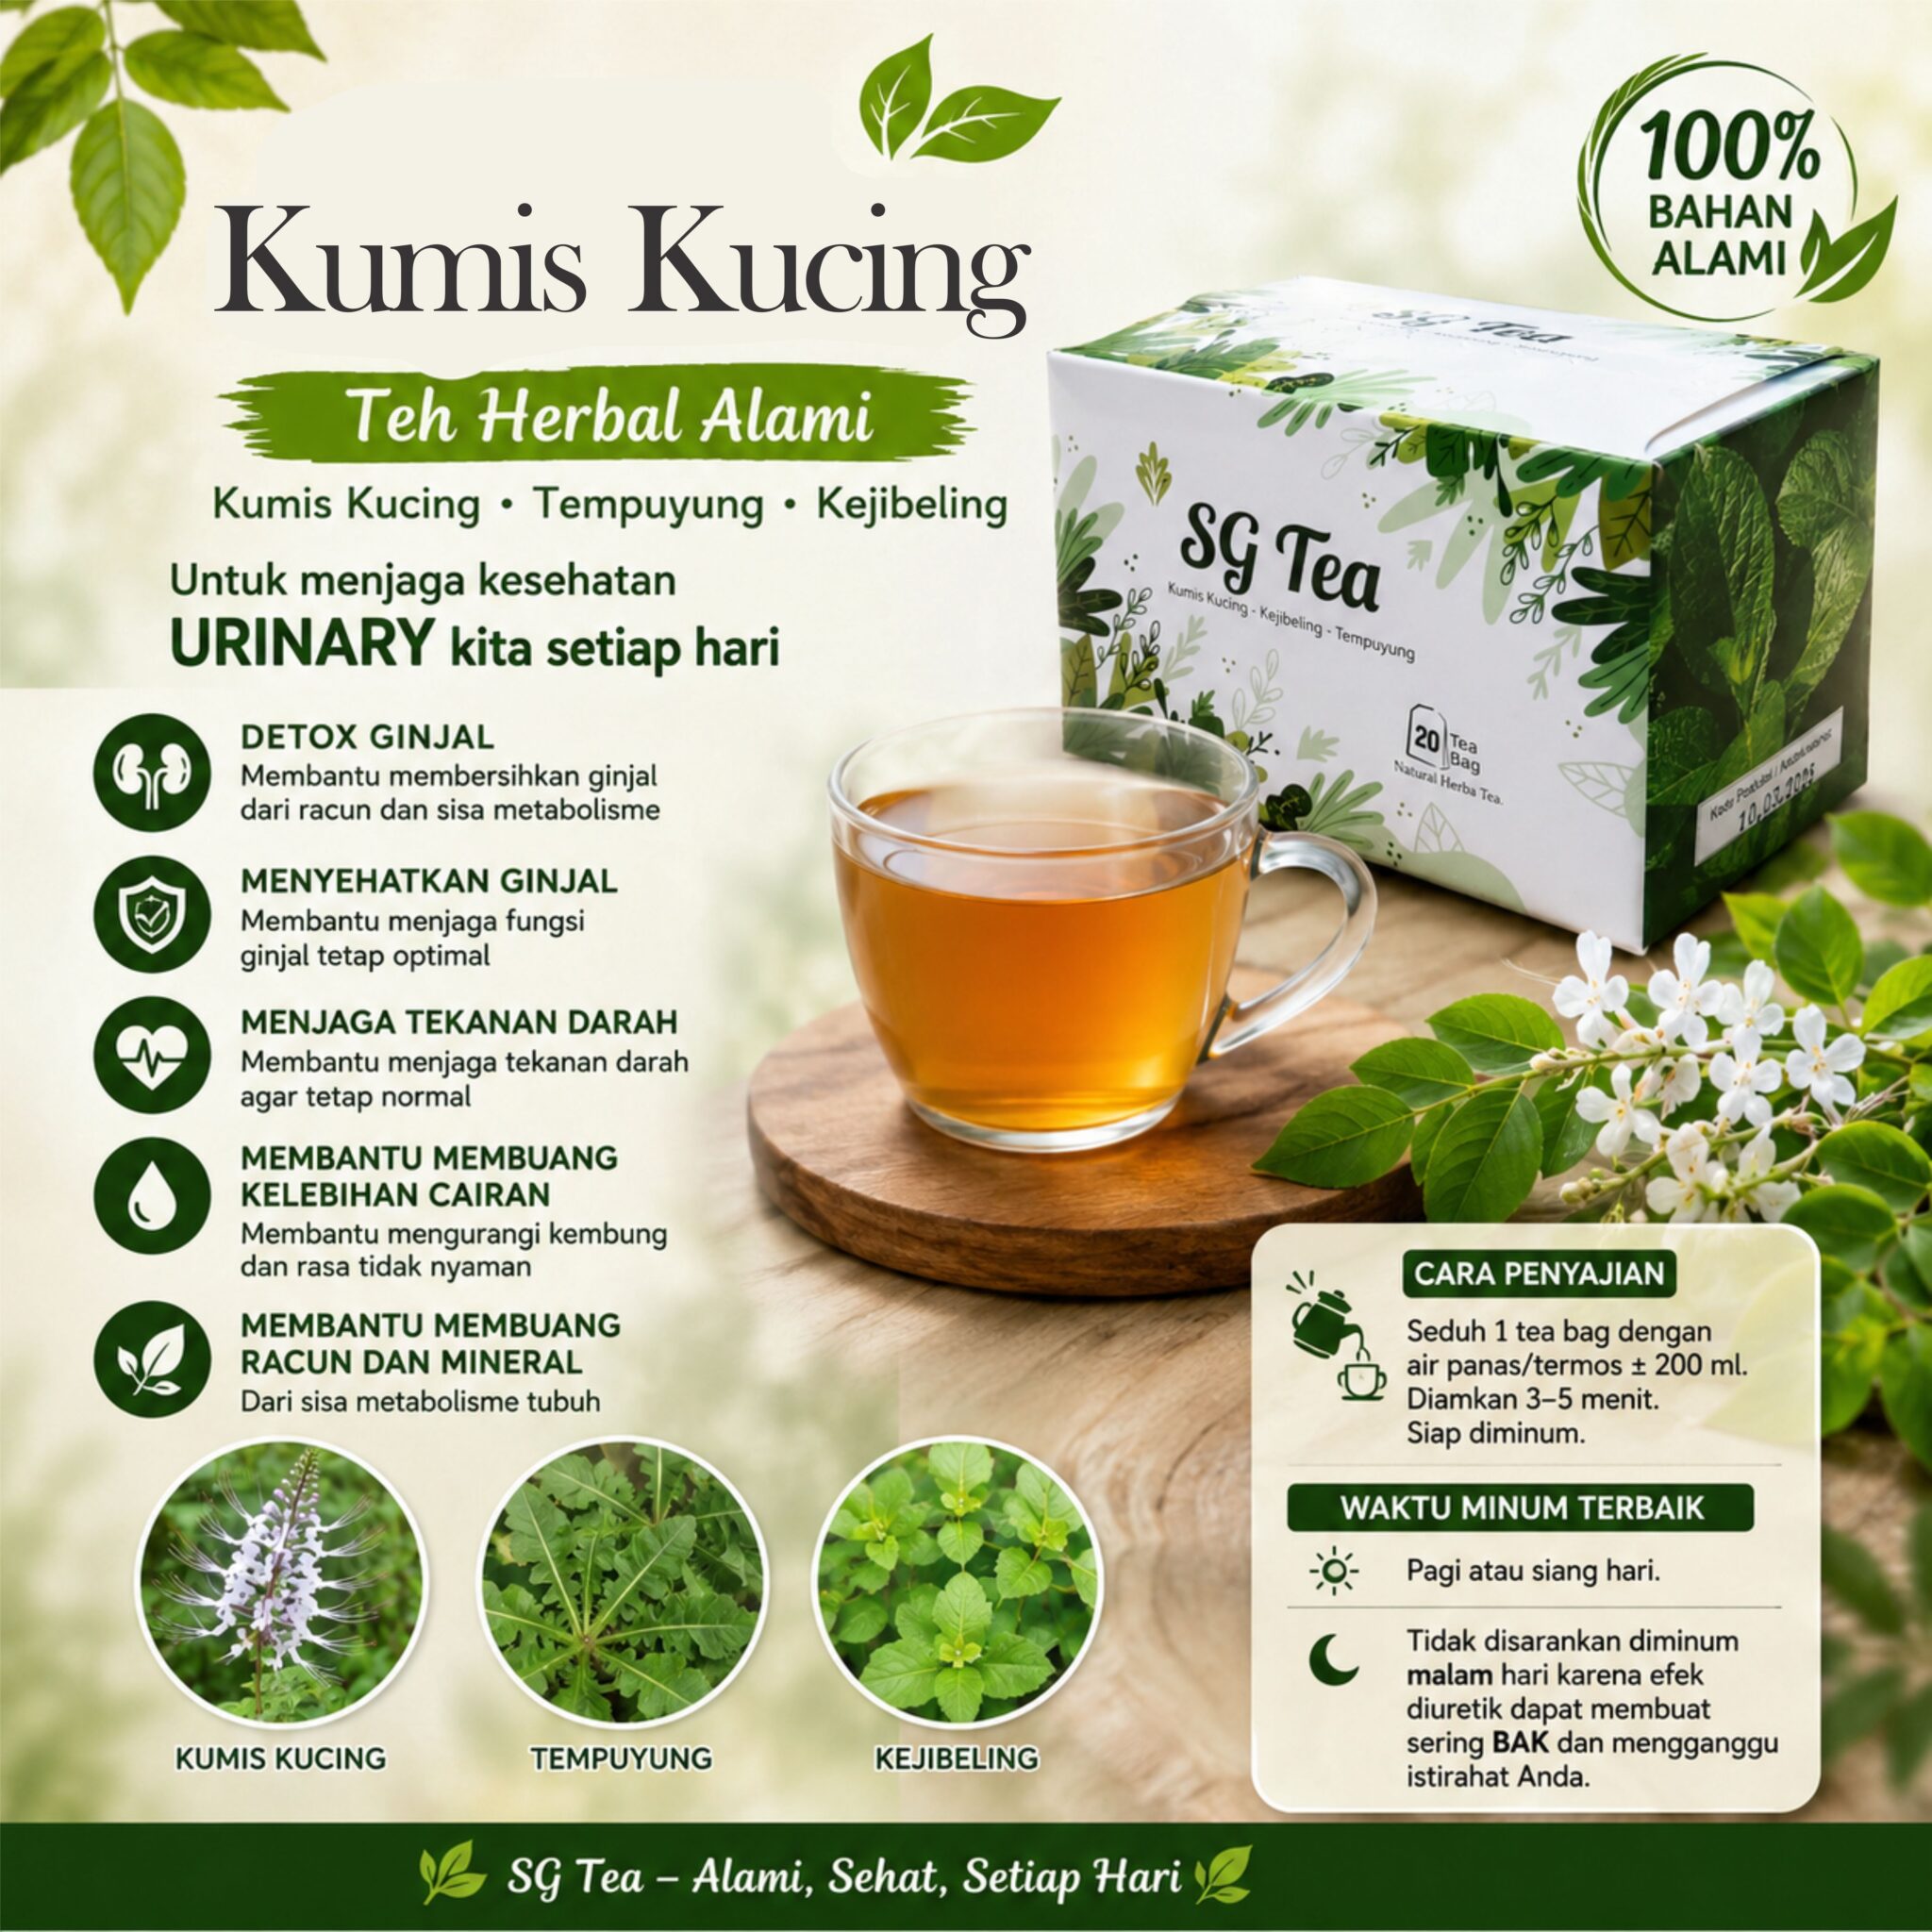 100%
BAHAN
ALAMI
Kumis Kucing
Teh Herbal Alami
Kumis Kucing • Tempuyung • Kejibeling
Untuk menjaga kesehatan
URINARY kita setiap hari
SG Tea
SG Tea
Kumis Kucing - Kejibeling - Tempuyung
20 Tea
Bag
Natural Herba Tea.
DETOX GINJAL
Membantu membersihkan ginjal
dari racun dan sisa metabolisme
MENYEHATKAN GINJAL
Membantu menjaga fungsi
ginjal tetap optimal
MENJAGA TEKANAN DARAH
Membantu menjaga tekanan darah
agar tetap normal
MEMBANTU MEMBUANG
KELEBIHAN CAIRAN
Membantu mengurangi kembung
dan rasa tidak nyaman
MEMBANTU MEMBUANG
RACUN DAN MINERAL
Dari sisa metabolisme tubuh
KUMIS KUCING
TEMPUYUNG
KEJIBELING
CARA PENYAJIAN
Seduh 1 tea bag dengan
air panas/termos ± 200 ml.
Diamkan 3–5 menit.
Siap diminum.
WAKTU MINUM TERBAIK
Pagi atau siang hari.
Tidak disarankan diminum
malam hari karena efek
diuretik dapat membuat
sering BAK dan mengganggu
istirahat Anda.
SG Tea – Alami, Sehat, Setiap Hari